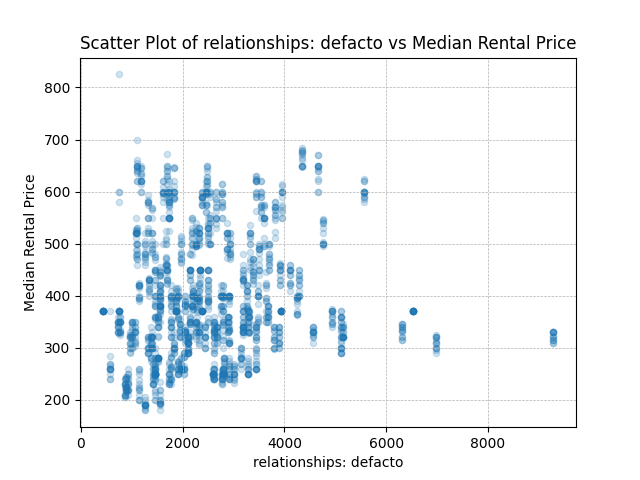 Scatter Plot of relationships: defacto vs Median Rental Price
800
700
600
500
400
300
200
Median Rental Price
0 2000 4000 6000 8000
relationships: defacto